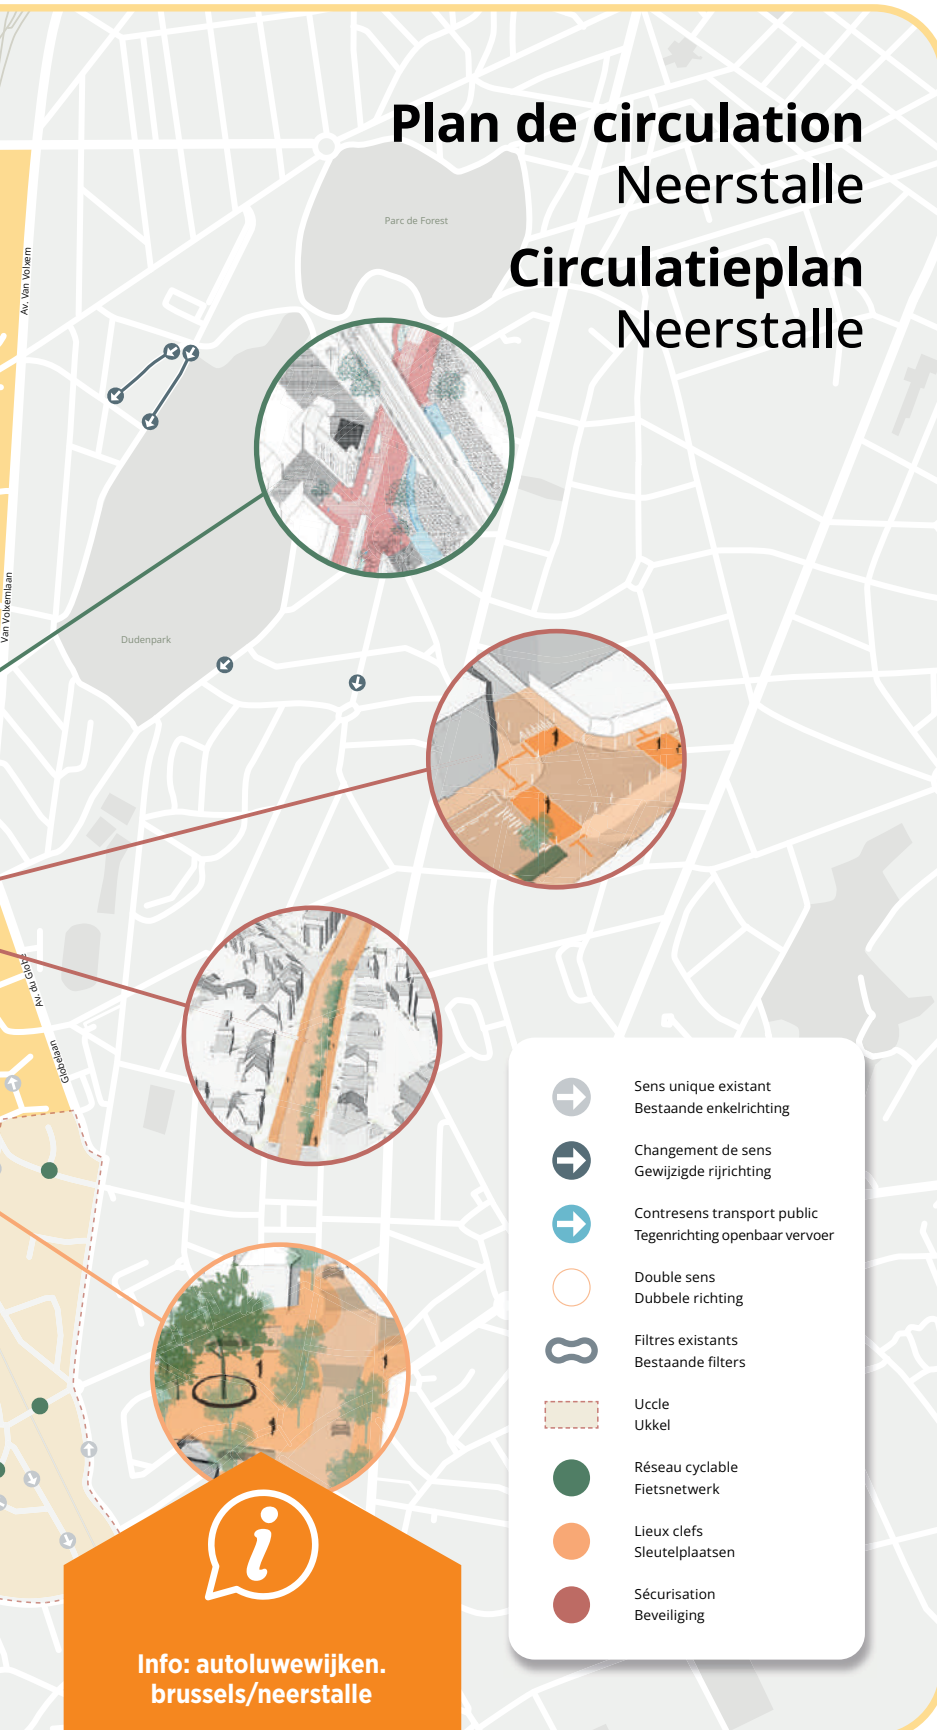 Plan de circulation
Neerstalle
Circulatieplan
Neerstalle
Parc de Forest
Av. Van Volxem
Van Volxemlaan
Dudenpark
Av. du Globe
Globelaan
Sens unique existant
Bestaande enkelrichting
Changement de sens
Gewijzigde rijrichting
Contresens transport public
Tegenrichting openbaar vervoer
Double sens
Dubbele richting
Filtres existants
Bestaande filters
Uccle
Ukkel
Réseau cyclable
Fietsnetwerk
Lieux clefs
Sleutelplaatsen
Sécurisation
Beveiliging
i
Info: autoluwewijken.
brussels/neerstalle